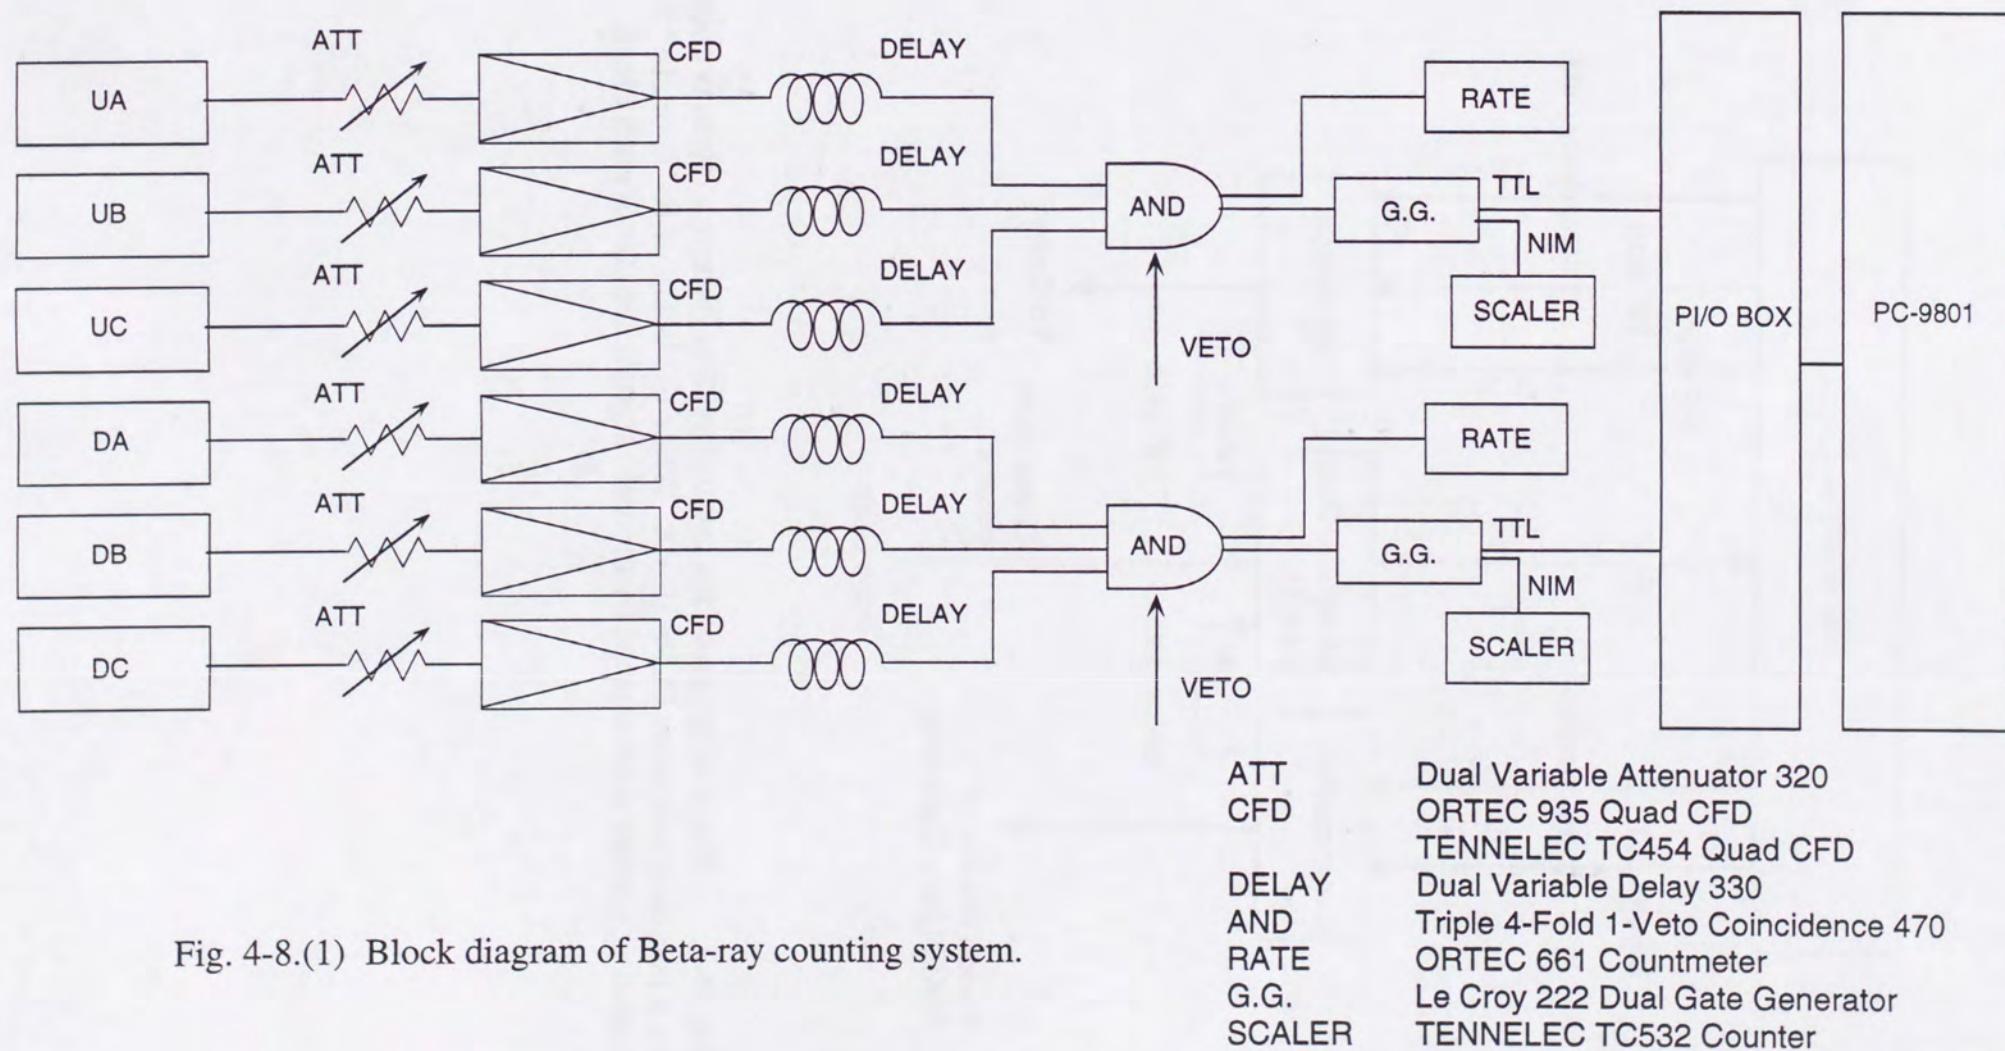 ATT CFD DELAY
UA RATE
ATT CFD DELAY
UB AND G.G. TTL
NIM
ATT CFD DELAY
UC SCALER PI/O BOX PC-9801
VETO
ATT CFD DELAY
DA RATE
ATT CFD DELAY
DB AND G.G. TTL
NIM
ATT CFD DELAY
DC SCALER
VETO
ATT Dual Variable Attenuator 320
CFD ORTEC 935 Quad CFD
TENNELEC TC454 Quad CFD
DELAY Dual Variable Delay 330
AND Triple 4-Fold 1-Veto Coincidence 470
RATE ORTEC 661 Countmeter
G.G. Le Croy 222 Dual Gate Generator
SCALER TENNELEC TC532 Counter
Fig. 4-8.(1) Block diagram of Beta-ray counting system.